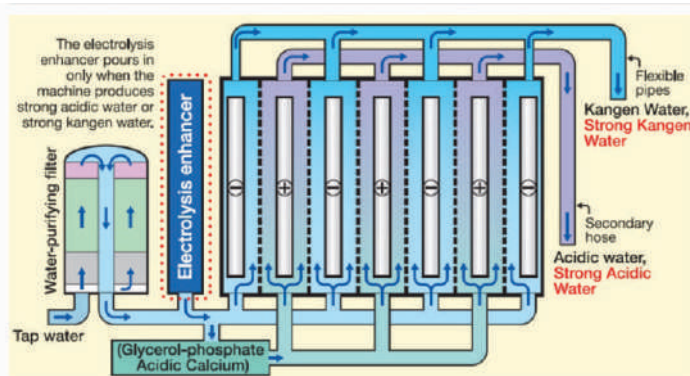 The electrolysis
enhancer pours in
only when the
machine produces
strong acidic water or
strong kangen water.
Water-purifying filter
Tap water
Electrolysis enhancer
(Glycerol-phosphate
Acidic Calcium)
⊖
⊕
⊖
⊕
⊖
⊕
⊖
Flexible
pipes
Kangen Water,
Strong Kangen
Water
Secondary
hose
Acidic water,
Strong Acidic
Water